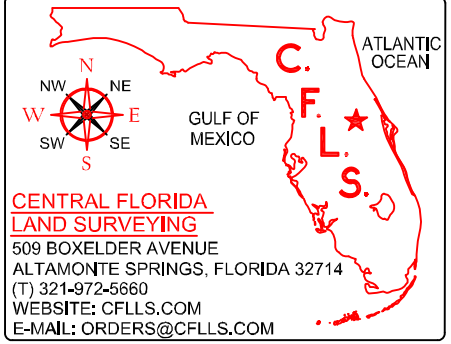 ATLANTIC
OCEAN
N
NW NE
W E
SW SE
S
GULF OF
MEXICO
C.
F.
L.
S.
CENTRAL FLORIDA
LAND SURVEYING
509 BOXELDER AVENUE
ALTAMONTE SPRINGS, FLORIDA 32714
(T) 321-972-5660
WEBSITE: CFLLS.COM
E-MAIL: ORDERS@CFLLS.COM